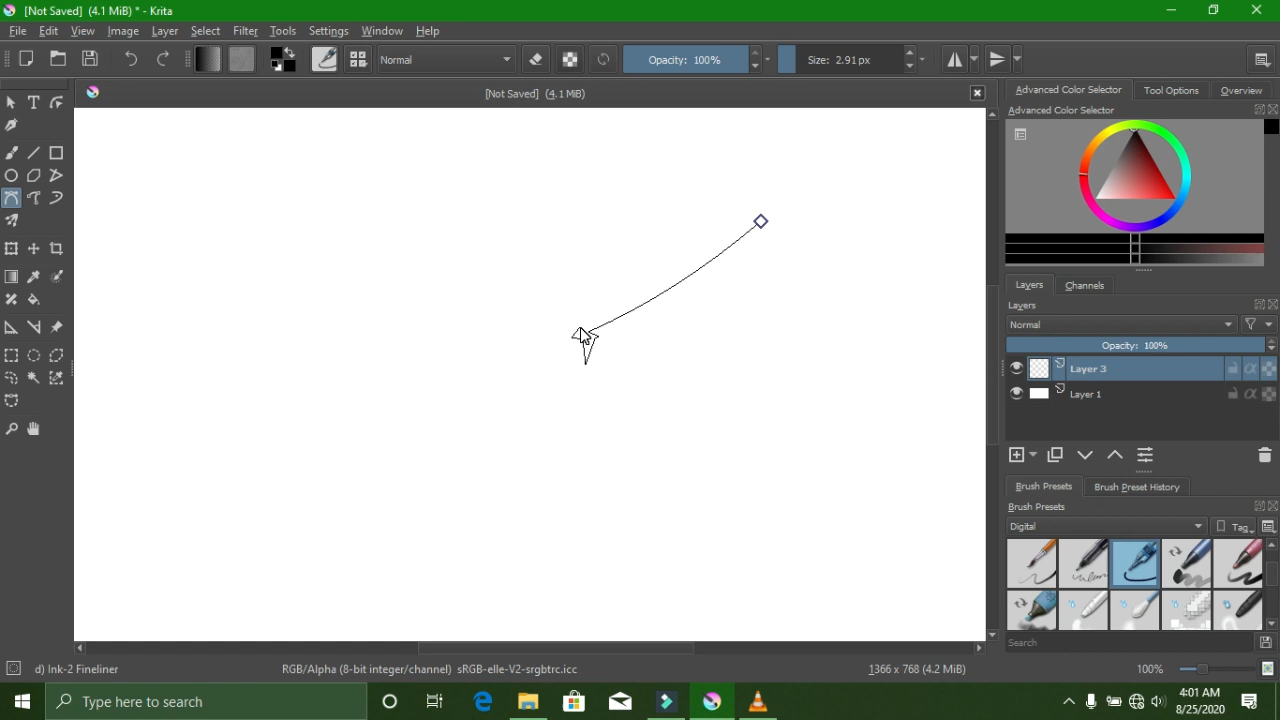 [Not Saved] (4.1 MiB) * - Krita
File Edit View Image Layer Select Filter Tools Settings Window Help
Normal Opacity: 100% Size: 2.91 px
[Not Saved] (4.1 MiB)
Advanced Color Selector Tool Options Overview
Advanced Color Selector
Layers Channels
Layers
Normal
Opacity: 100%
Layer 3
Layer 1
Brush Presets Brush Preset History
Brush Presets
Digital Tag
Search
d) Ink-2 Fineliner RGB/Alpha (8-bit integer/channel) sRGB-elle-V2-srgbtrc.icc 1366 x 768 (4.2 MiB) 100%
Type here to search
4:01 AM
8/25/2020